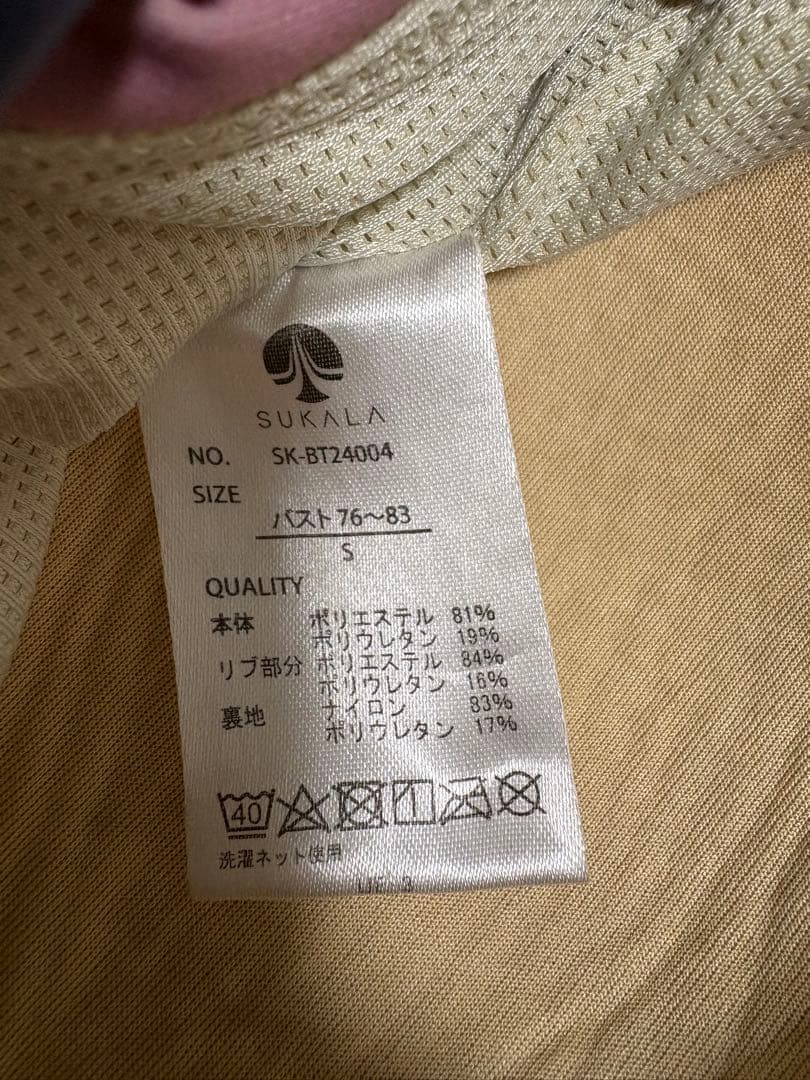 SUKALA
NO. SK-BT24004
SIZE
バスト 76～83
S
QUALITY
本体 ポリエステル 81%
ポリウレタン 19%
リブ部分 ポリエステル 84%
ポリウレタン 16%
裏地 ナイロン 83%
ポリウレタン 17%
40
洗濯ネット使用